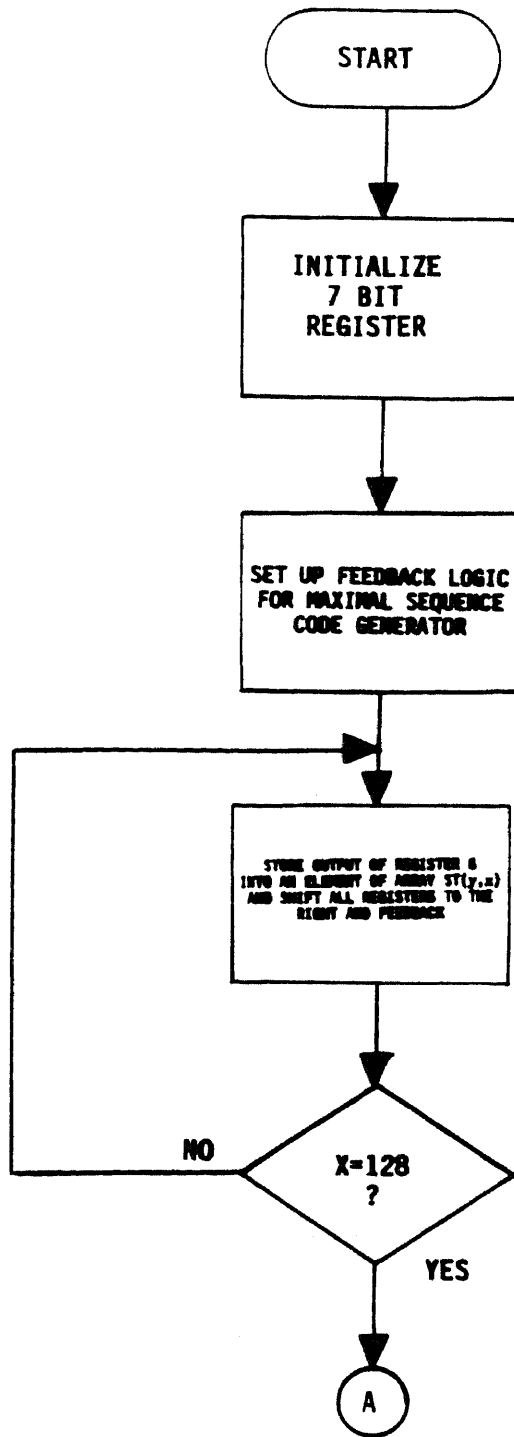 START
INITIALIZE
7 BIT
REGISTER
SET UP FEEDBACK LOGIC
FOR MAXIMAL SEQUENCE
CODE GENERATOR
STORE OUTPUT OF REGISTER 6
INTO AN ELEMENT OF ARRAY ST(y,x)
AND SHIFT ALL REGISTERS TO THE
RIGHT AND FEEDBACK
NO
X=128
?
YES
A